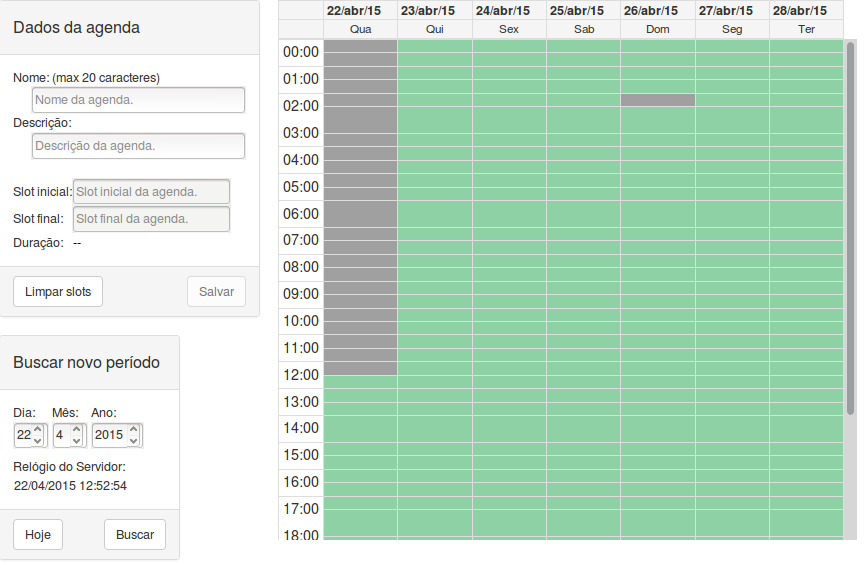 Dados da agenda
Nome: (max 20 caracteres)
Nome da agenda.
Descrição:
Descrição da agenda.
Slot inicial: Slot inicial da agenda.
Slot final: Slot final da agenda.
Duração: --
Limpar slots Salvar
Buscar novo período
Dia: Mês: Ano:
22 4 2015
Relógio do Servidor:
22/04/2015 12:52:54
Hoje Buscar
22/abr/15 23/abr/15 24/abr/15 25/abr/15 26/abr/15 27/abr/15 28/abr/15
Qua Qui Sex Sab Dom Seg Ter
00:00
01:00
02:00
03:00
04:00
05:00
06:00
07:00
08:00
09:00
10:00
11:00
12:00
13:00
14:00
15:00
16:00
17:00
18:00